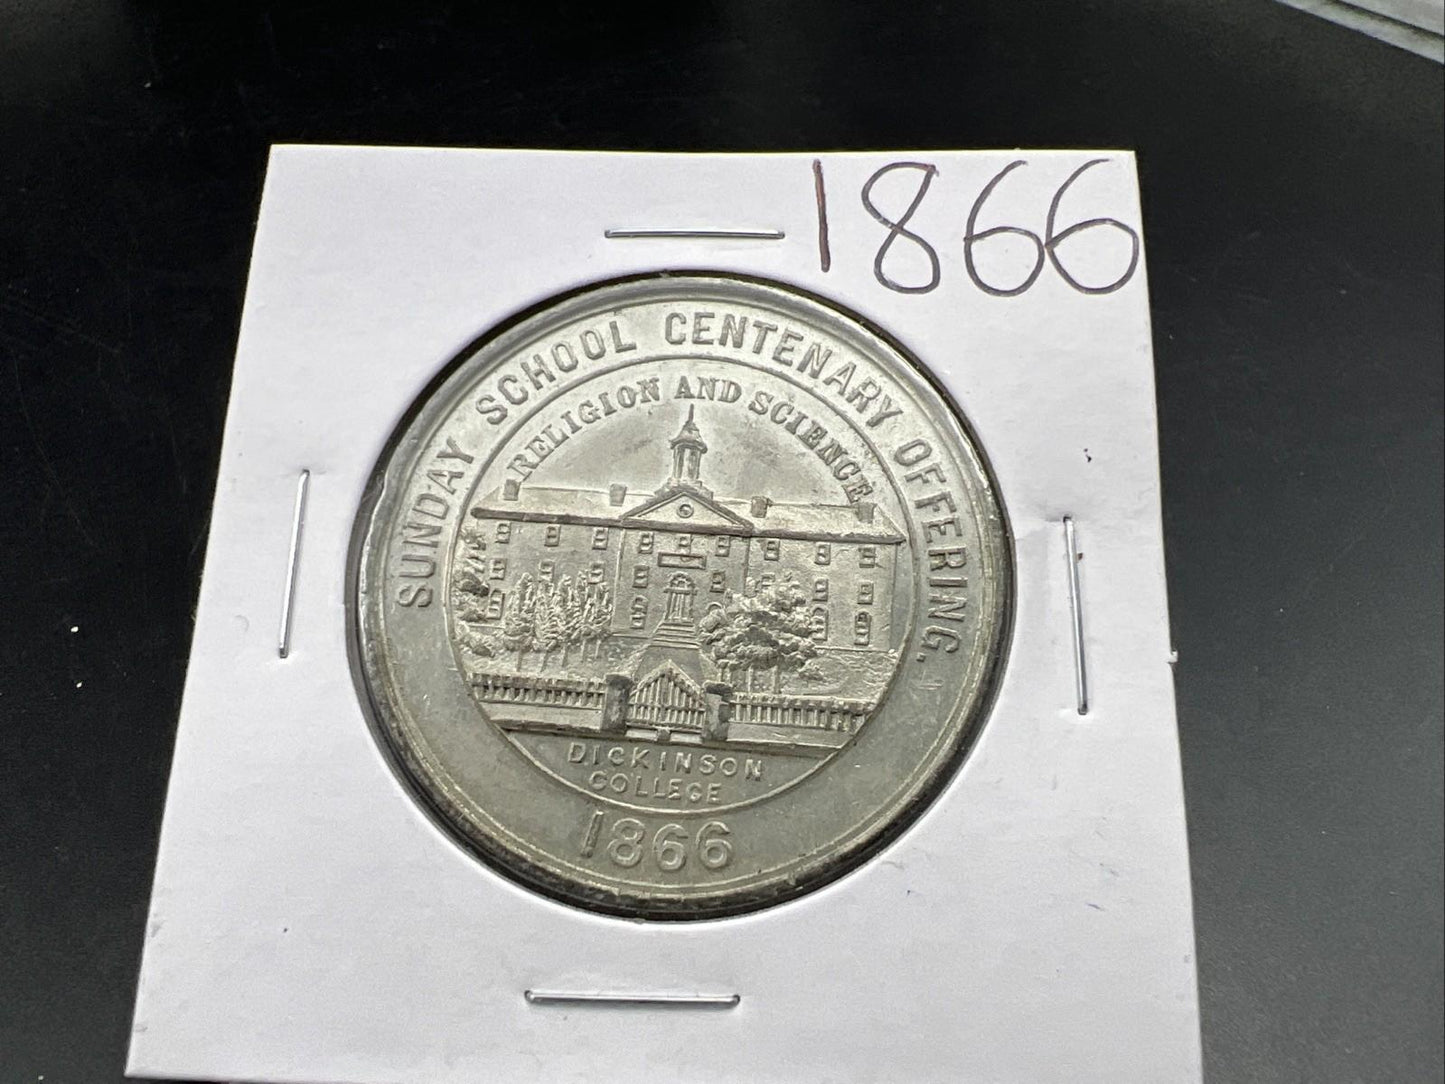 1866
SUNDAY SCHOOL CENTENARY OFFERING.
RELIGION AND SCIENCE
DICKINSON
COLLEGE
1866